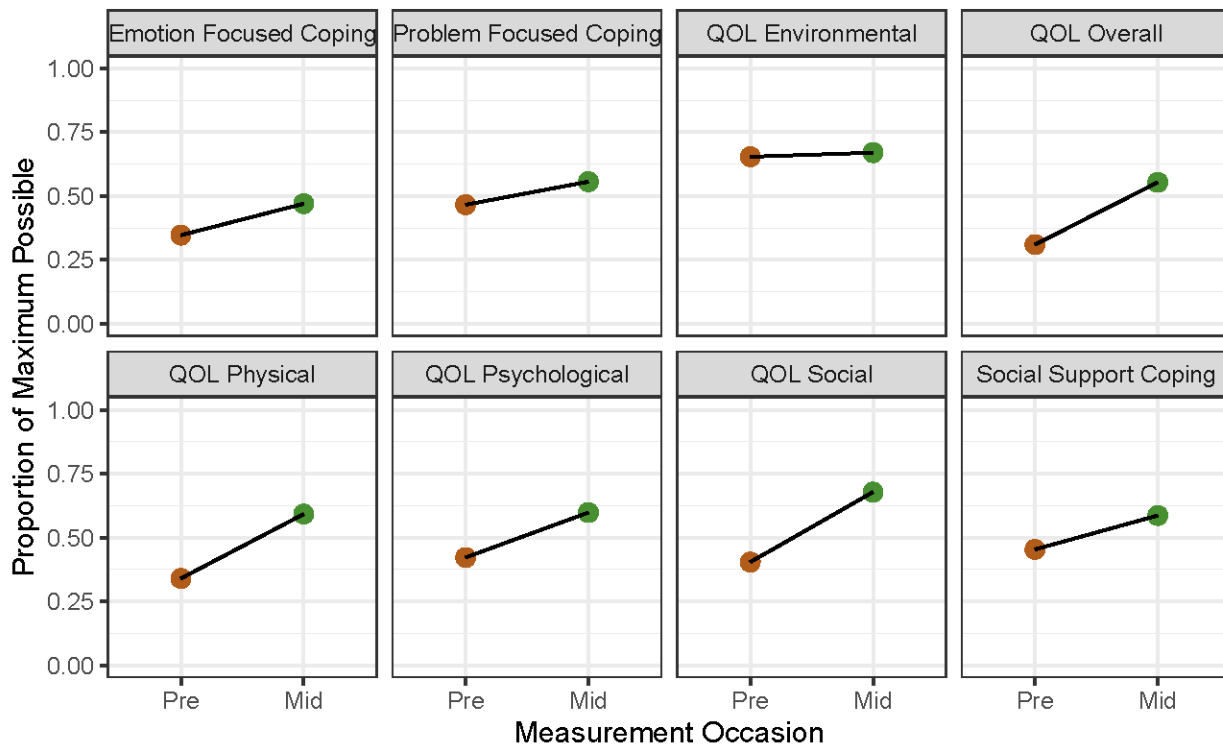 Emotion Focused Coping
Problem Focused Coping
QOL Environmental
QOL Overall
1.00
0.75
0.50
0.25
0.00
QOL Physical
QOL Psychological
QOL Social
Social Support Coping
1.00
0.75
0.50
0.25
0.00
Proportion of Maximum Possible
Pre
Mid
Pre
Mid
Pre
Mid
Pre
Mid
Measurement Occasion